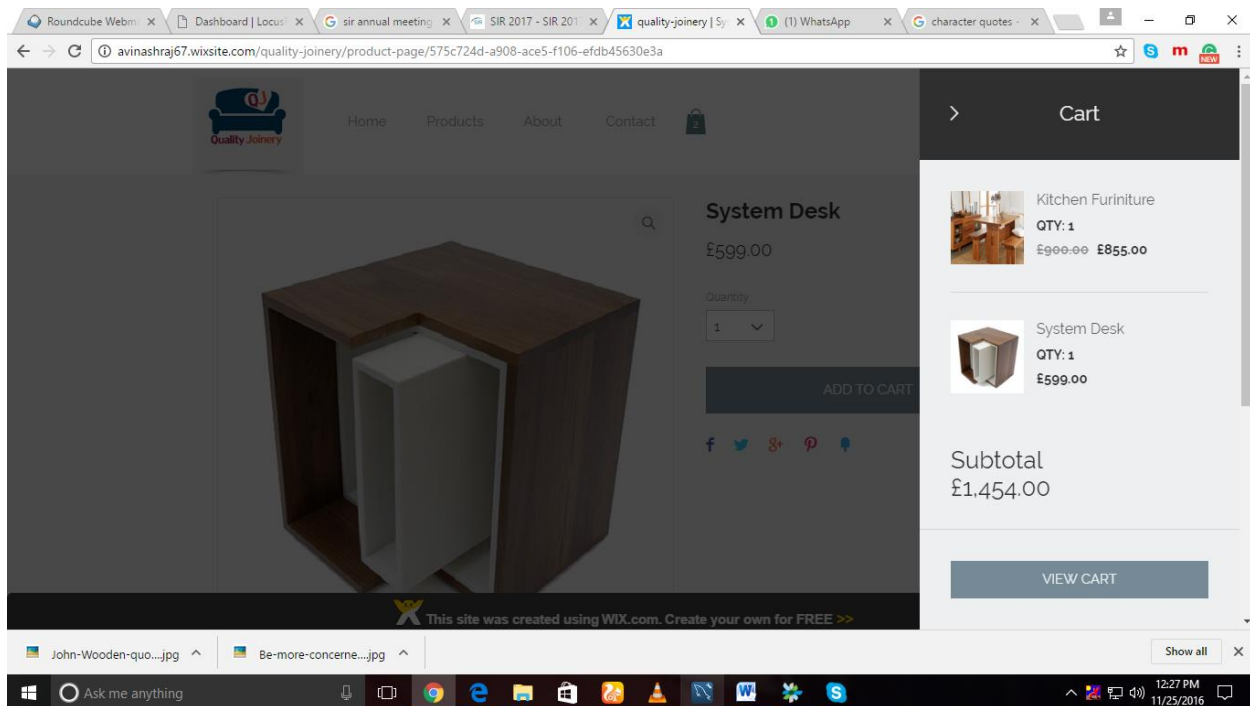 Roundcube Webm
Dashboard | Locus
sir annual meeting
SIR 2017 - SIR 201
quality-joinery | Sy
(1) WhatsApp
character quotes -
avinashraj67.wixsite.com/quality-joinery/product-page/575c724d-a908-ace5-f106-efdb45630e3a
NEW
QJ
Quality Joinery
Home
Products
About
Contact
2
Cart
System Desk
£599.00
Quantity
1
ADD TO CART
Kitchen Furiniture
QTY: 1
£900.00 £855.00
System Desk
QTY: 1
£599.00
Subtotal
£1,454.00
VIEW CART
This site was created using WIX.com. Create your own for FREE >>
John-Wooden-quo....jpg
Be-more-concerne....jpg
Show all
Ask me anything
12:27 PM
11/25/2016